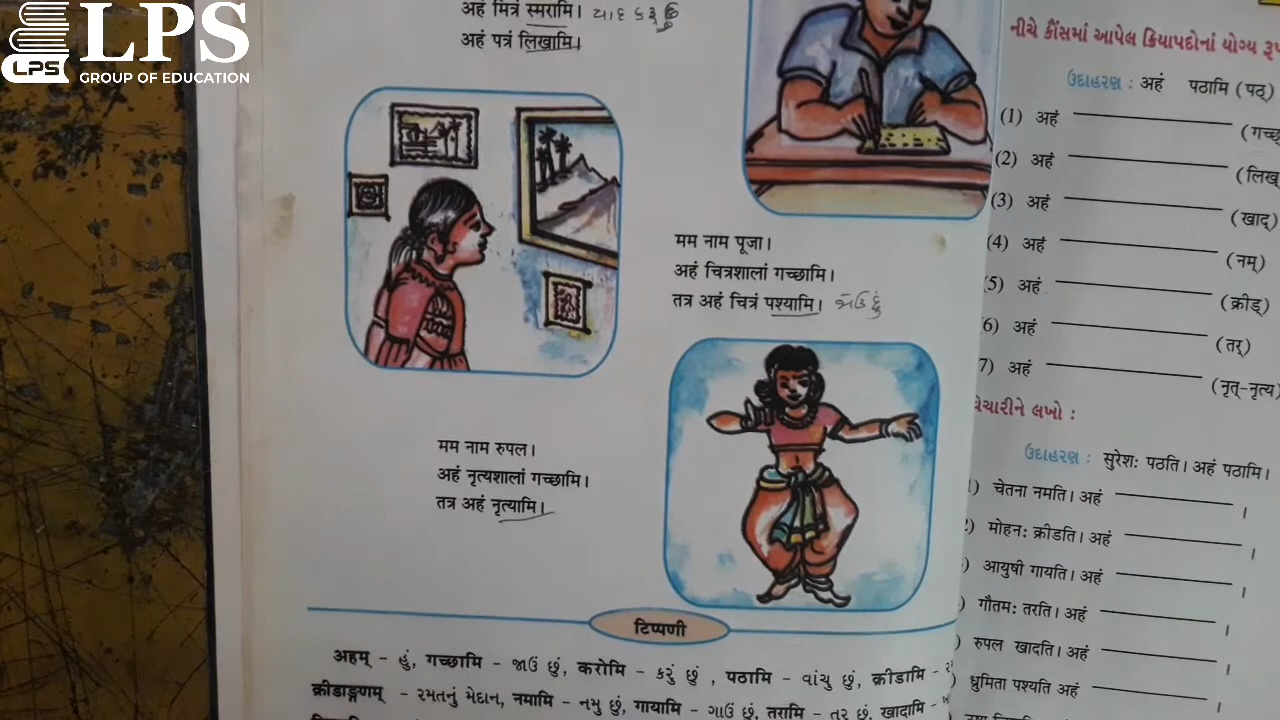 LPS
LPS
GROUP OF EDUCATION
अहं मित्रं स्मरामि। યાદ કરું છું
अहं पत्रं लिखामि।
मम नाम पूजा।
अहं चित्रशालां गच्छामि।
तत्र अहं चित्रं पश्यामि।
मम नाम रुपल।
अहं नृत्यशालां गच्छामि।
तत्र अहं नृत्यामि।
टिप्पणी
अहम् - હું, गच्छामि - જાઉં છું, करोमि - કરું છું , पठामि - વાંચુ છું, क्रीडामि -
क्रीडाङ्गणम् - રમતનું મેદાન, नमामि - નમુ છું, गायामि - ગાઉં છું, तरामि - તરૂ છું, खादामि -
નીચે કૌંસમાં આપેલ ક્રિયાપદોનાં યોગ્ય
ઉદાહરણ : अहं पठामि (पठ्)
(1) अहं (गच्छ्
(2) अहं (लिख्
(3) अहं (खाद्)
(4) अहं (नम्)
(5) अहं (क्रीड्)
6) अहं (तर्)
7) अहं (नृत्-नृत्य)
વિચારીને લખો :
ઉદાહરણ : सुरेशः पठति। अहं पठामि।
) चेतना नमति। अहं ।
) मोहनः क्रीडति। अहं ।
आयुषी गायति। अहं ।
) गौतमः तरति। अहं ।
) रुपल खादति। अहं ।
) ध्रुमिता पश्यति अहं ।